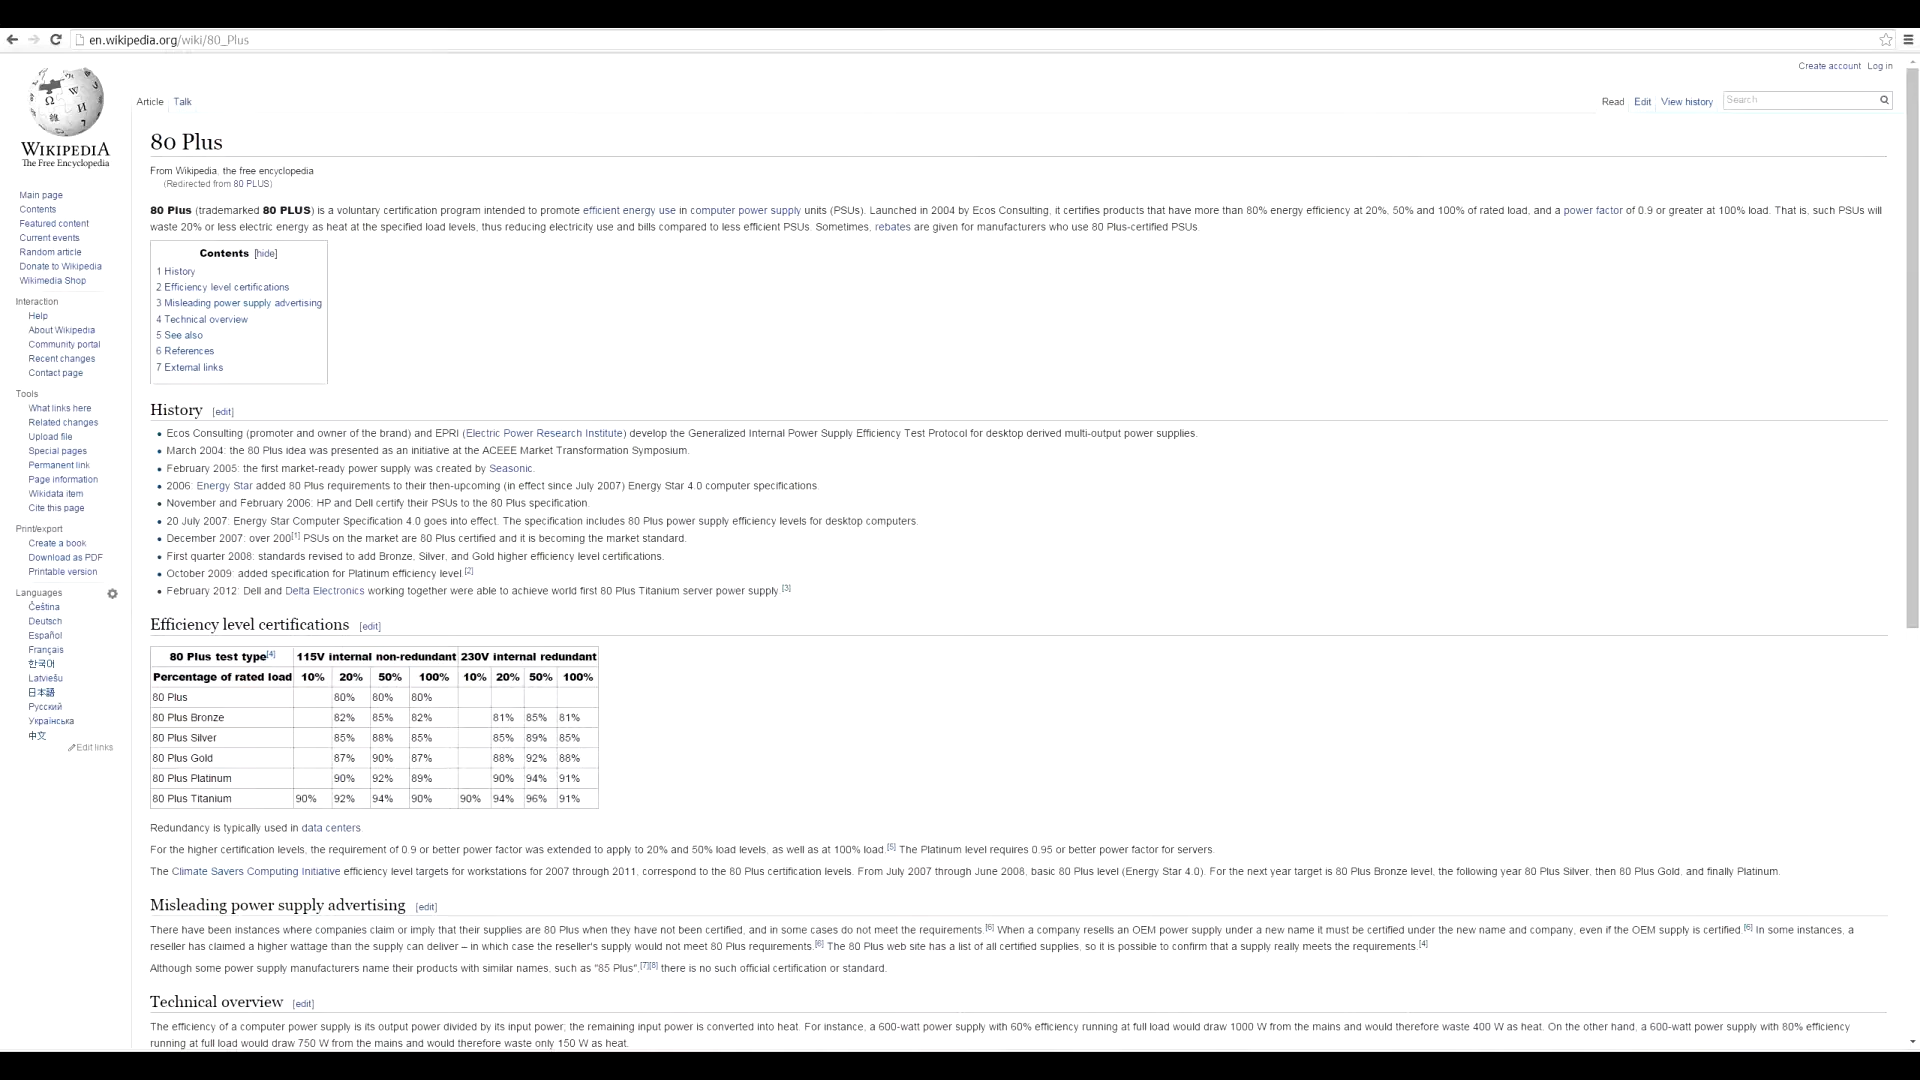 en.wikipedia.org/wiki/80_Plus
Create account Log in
Article Talk
Read Edit View history Search
WIKIPEDIA
The Free Encyclopedia
Main page
Contents
Featured content
Current events
Random article
Donate to Wikipedia
Wikimedia Shop
Interaction
Help
About Wikipedia
Community portal
Recent changes
Contact page
Tools
What links here
Related changes
Upload file
Special pages
Permanent link
Page information
Wikidata item
Cite this page
Print/export
Create a book
Download as PDF
Printable version
Languages
Čeština
Deutsch
Español
Français
한국어
Latviešu
日本語
Русский
Українська
中文
Edit links
80 Plus
From Wikipedia, the free encyclopedia
(Redirected from 80 PLUS)
80 Plus (trademarked 80 PLUS) is a voluntary certification program intended to promote efficient energy use in computer power supply units (PSUs). Launched in 2004 by Ecos Consulting, it certifies products that have more than 80% energy efficiency at 20%, 50% and 100% of rated load, and a power factor of 0.9 or greater at 100% load. That is, such PSUs will
waste 20% or less electric energy as heat at the specified load levels, thus reducing electricity use and bills compared to less efficient PSUs. Sometimes, rebates are given for manufacturers who use 80 Plus-certified PSUs.
Contents [hide]
1 History
2 Efficiency level certifications
3 Misleading power supply advertising
4 Technical overview
5 See also
6 References
7 External links
History [edit]
• Ecos Consulting (promoter and owner of the brand) and EPRI (Electric Power Research Institute) develop the Generalized Internal Power Supply Efficiency Test Protocol for desktop derived multi-output power supplies.
• March 2004: the 80 Plus idea was presented as an initiative at the ACEEE Market Transformation Symposium.
• February 2005: the first market-ready power supply was created by Seasonic.
• 2006: Energy Star added 80 Plus requirements to their then-upcoming (in effect since July 2007) Energy Star 4.0 computer specifications.
• November and February 2006: HP and Dell certify their PSUs to the 80 Plus specification.
• 20 July 2007: Energy Star Computer Specification 4.0 goes into effect. The specification includes 80 Plus power supply efficiency levels for desktop computers.
• December 2007: over 200[1] PSUs on the market are 80 Plus certified and it is becoming the market standard.
• First quarter 2008: standards revised to add Bronze, Silver, and Gold higher efficiency level certifications.
• October 2009: added specification for Platinum efficiency level.[2]
• February 2012: Dell and Delta Electronics working together were able to achieve world first 80 Plus Titanium server power supply [3]
Efficiency level certifications [edit]
80 Plus test type[4] 115V internal non-redundant 230V internal redundant
Percentage of rated load 10% 20% 50% 100% 10% 20% 50% 100%
80 Plus 80% 80% 80%
80 Plus Bronze 82% 85% 82% 81% 85% 81%
80 Plus Silver 85% 88% 85% 85% 89% 85%
80 Plus Gold 87% 90% 87% 88% 92% 88%
80 Plus Platinum 90% 92% 89% 90% 94% 91%
80 Plus Titanium 90% 92% 94% 90% 90% 94% 96% 91%
Redundancy is typically used in data centers.
For the higher certification levels, the requirement of 0.9 or better power factor was extended to apply to 20% and 50% load levels, as well as at 100% load.[5] The Platinum level requires 0.95 or better power factor for servers.
The Climate Savers Computing Initiative efficiency level targets for workstations for 2007 through 2011, correspond to the 80 Plus certification levels. From July 2007 through June 2008, basic 80 Plus level (Energy Star 4.0). For the next year target is 80 Plus Bronze level, the following year 80 Plus Silver, then 80 Plus Gold, and finally Platinum.
Misleading power supply advertising [edit]
There have been instances where companies claim or imply that their supplies are 80 Plus when they have not been certified, and in some cases do not meet the requirements.[6] When a company resells an OEM power supply under a new name it must be certified under the new name and company, even if the OEM supply is certified.[6] In some instances, a
reseller has claimed a higher wattage than the supply can deliver – in which case the reseller's supply would not meet 80 Plus requirements.[6] The 80 Plus web site has a list of all certified supplies, so it is possible to confirm that a supply really meets the requirements.[4]
Although some power supply manufacturers name their products with similar names, such as "85 Plus",[7][8] there is no such official certification or standard.
Technical overview [edit]
The efficiency of a computer power supply is its output power divided by its input power; the remaining input power is converted into heat. For instance, a 600-watt power supply with 60% efficiency running at full load would draw 1000 W from the mains and would therefore waste 400 W as heat. On the other hand, a 600-watt power supply with 80% efficiency
running at full load would draw 750 W from the mains and would therefore waste only 150 W as heat.